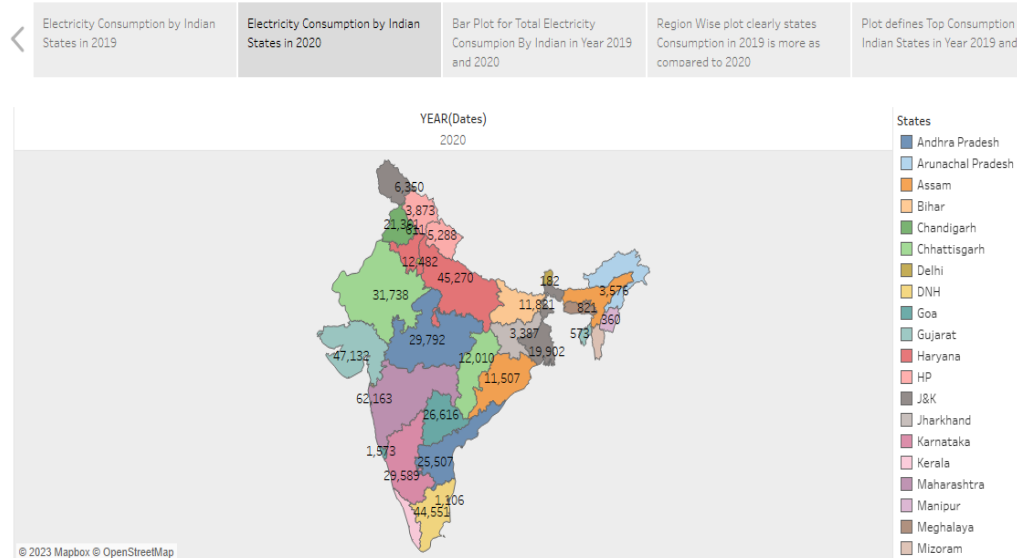 Electricity Consumption by Indian
States in 2019
Electricity Consumption by Indian
States in 2020
Bar Plot for Total Electricity
Consumpion By Indian in Year 2019
and 2020
Region Wise plot clearly states
Consumption in 2019 is more as
compared to 2020
Plot defines Top Consumption
Indian States in Year 2019 and
YEAR(Dates)
2020
6,350
3,873
5,288
12,482
45,270
31,738
182
3,576
11,821
821
360
29,792
3,387
573
47,132
19,902
12,010
11,507
62,163
26,616
1,573
25,507
29,589
1,106
44,551
States
Andhra Pradesh
Arunachal Pradesh
Assam
Bihar
Chandigarh
Chhattisgarh
Delhi
DNH
Goa
Gujarat
Haryana
HP
J&K
Jharkhand
Karnataka
Kerala
Maharashtra
Manipur
Meghalaya
Mizoram
© 2023 Mapbox © OpenStreetMap